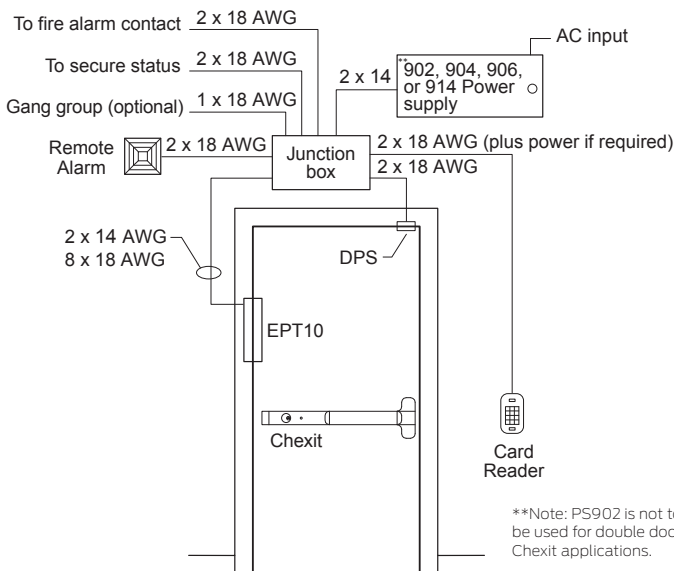 To fire alarm contact 2 x 18 AWG
To secure status 2 x 18 AWG
Gang group (optional) 1 x 18 AWG
Remote
Alarm
2 x 18 AWG
Junction
box
2 x 14
**902, 904, 906,
or 914 Power
supply
AC input
2 x 18 AWG (plus power if required)
2 x 18 AWG
2 x 14 AWG
8 x 18 AWG
DPS
EPT10
Chexit
Card
Reader
**Note: PS902 is not to
be used for double door
Chexit applications.